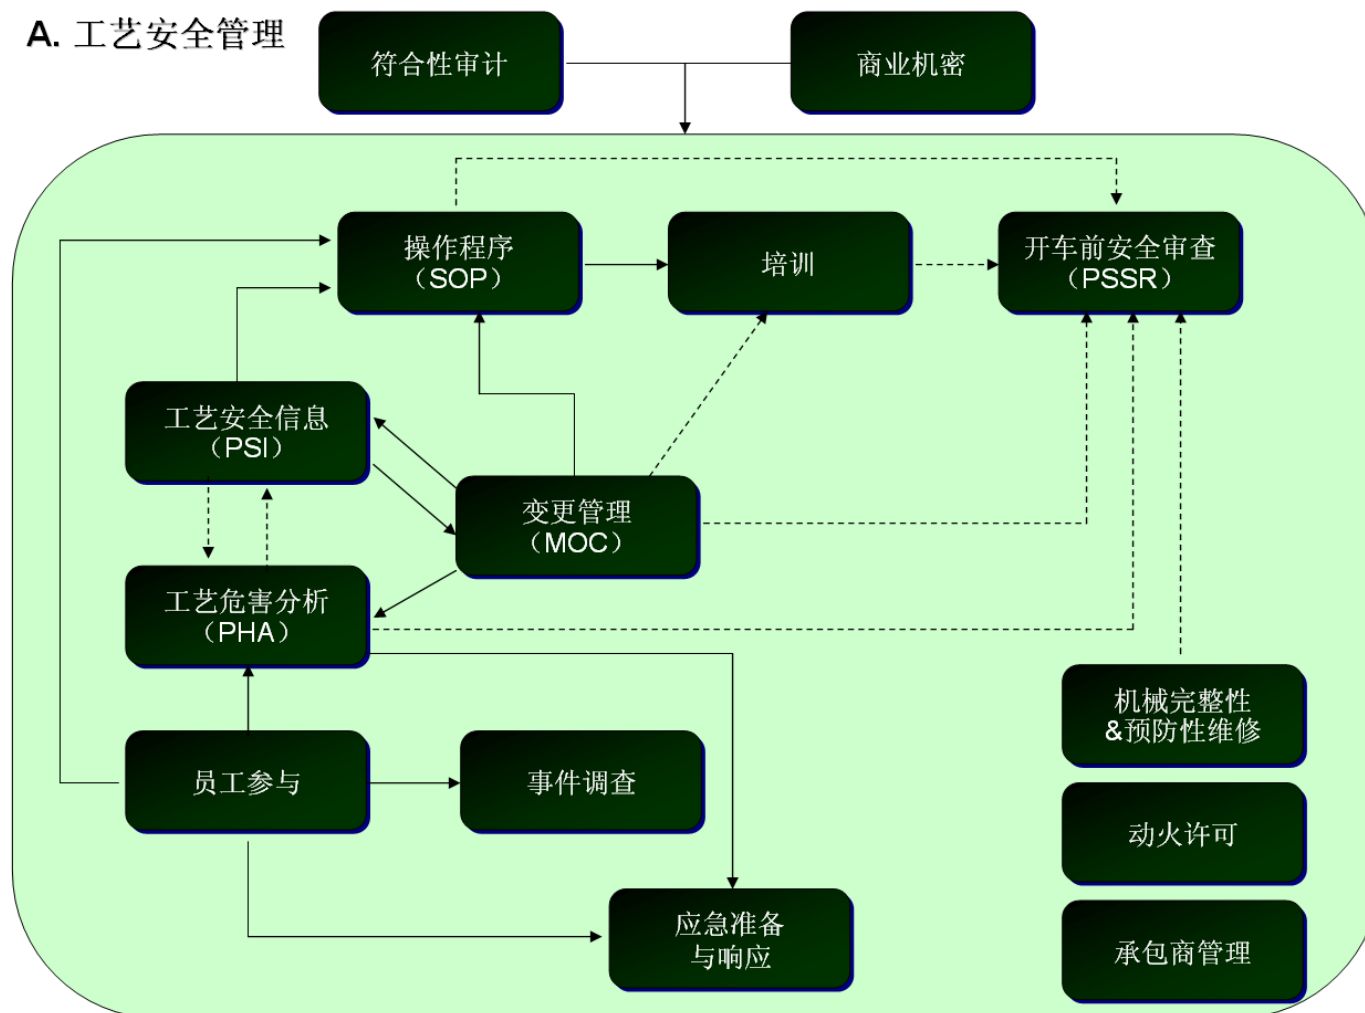 A. 工艺安全管理
符合性审计
商业机密
操作程序
（SOP）
培训
开车前安全审查
（PSSR）
工艺安全信息
（PSI）
变更管理
（MOC）
工艺危害分析
（PHA）
机械完整性
&预防性维修
员工参与
事件调查
动火许可
应急准备
与响应
承包商管理